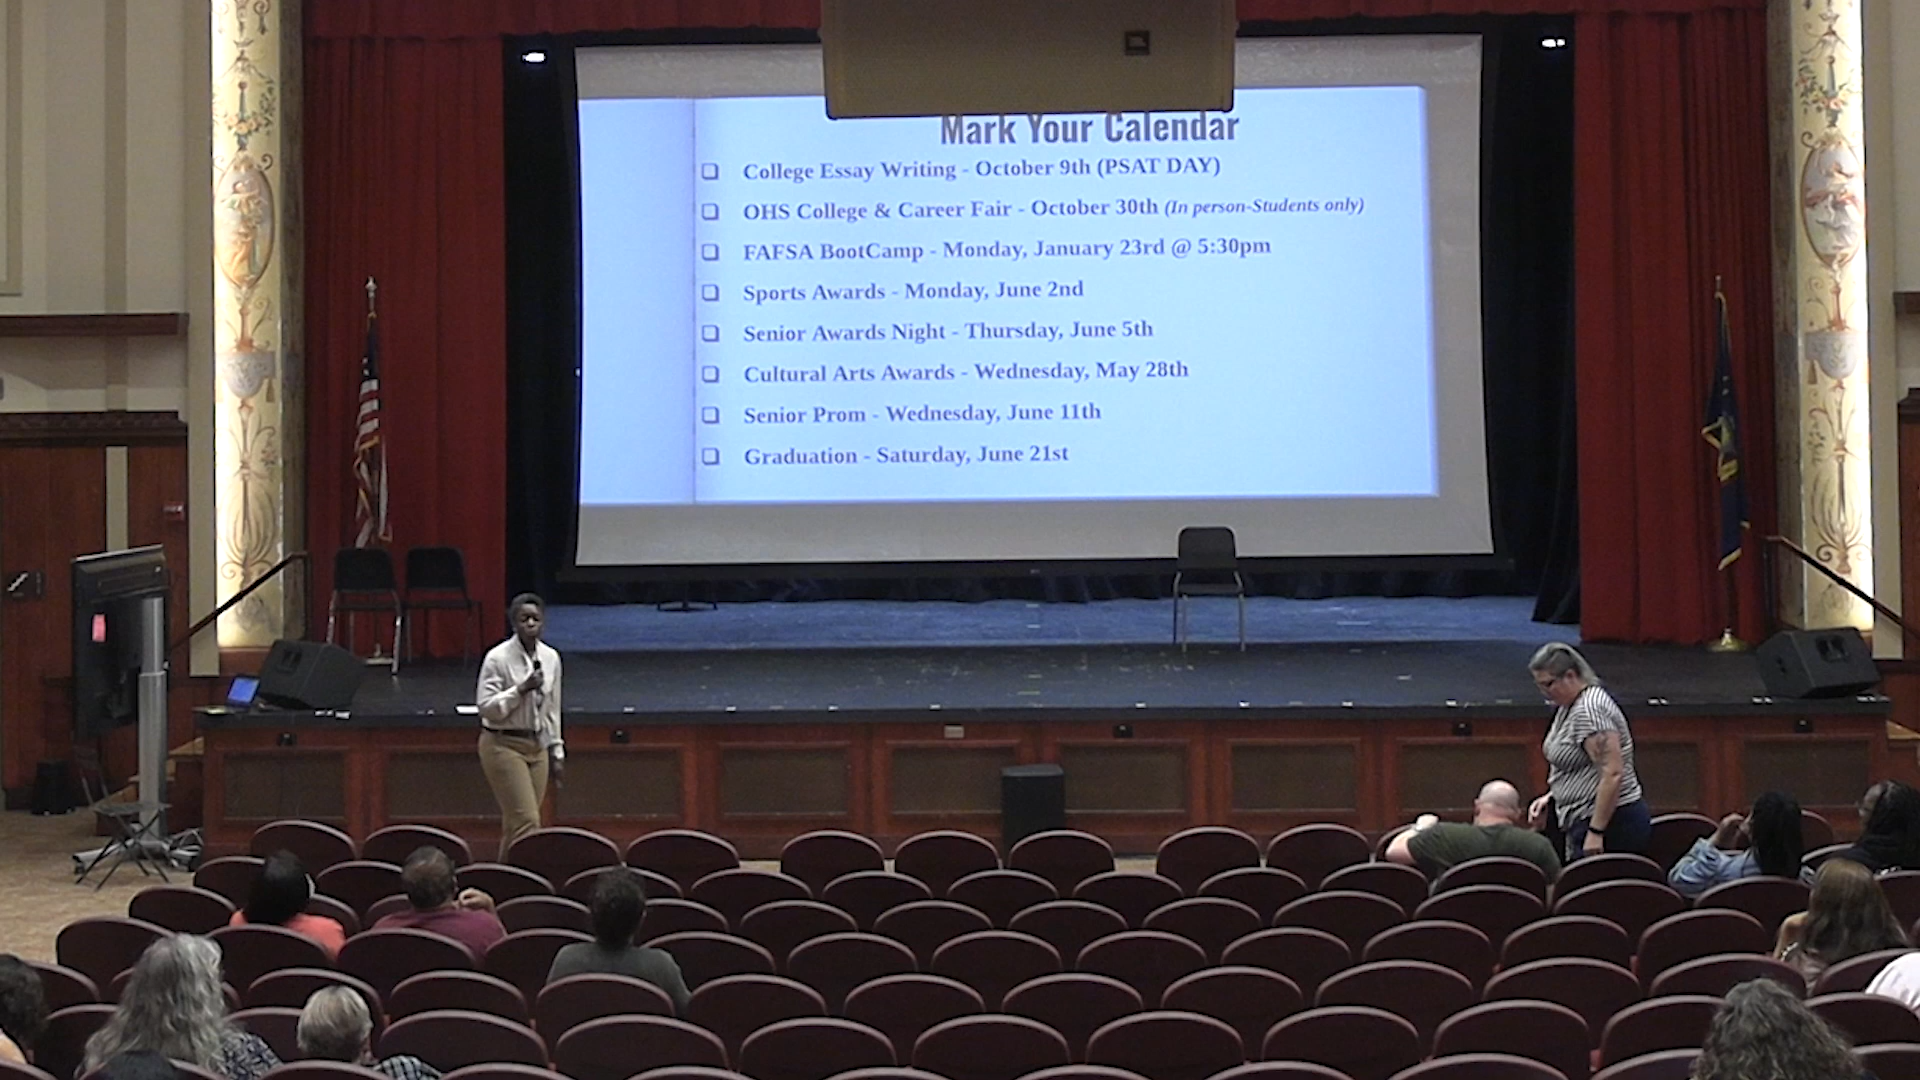 Mark Your Calendar
College Essay Writing - October 9th (PSAT DAY)
OHS College & Career Fair - October 30th (In person-Students only)
FAFSA BootCamp - Monday, January 23rd @ 5:30pm
Sports Awards - Monday, June 2nd
Senior Awards Night - Thursday, June 5th
Cultural Arts Awards - Wednesday, May 28th
Senior Prom - Wednesday, June 11th
Graduation - Saturday, June 21st